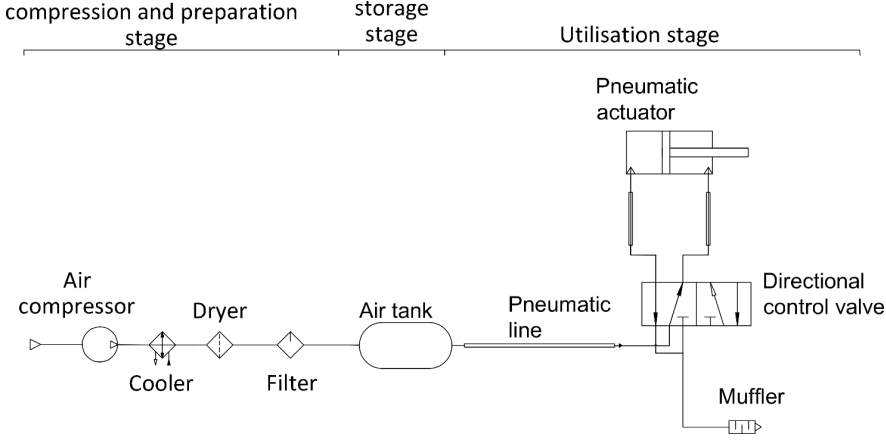 compression and preparation
stage
storage
stage
Utilisation stage
Pneumatic
actuator
Air
compressor
Dryer
Air tank
Pneumatic
line
Directional
control valve
Cooler
Filter
Muffler